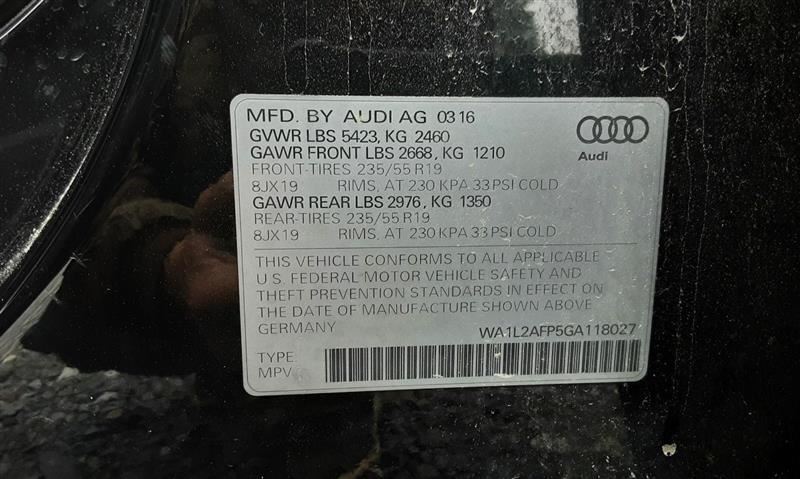 MFD. BY AUDI AG 03 16
GVWR LBS 5423, KG 2460
GAWR FRONT LBS 2668, KG 1210
FRONT-TIRES 235/55 R19
8JX19 RIMS, AT 230 KPA 33 PSI COLD
GAWR REAR LBS 2976, KG 1350
REAR-TIRES 235/55 R19
8JX19 RIMS, AT 230 KPA 33 PSI COLD
Audi
THIS VEHICLE CONFORMS TO ALL APPLICABLE
U.S. FEDERAL MOTOR VEHICLE SAFETY AND
THEFT PREVENTION STANDARDS IN EFFECT ON
THE DATE OF MANUFACTURE SHOWN ABOVE
GERMANY WA1L2AFP5GA118027
TYPE:
MPV